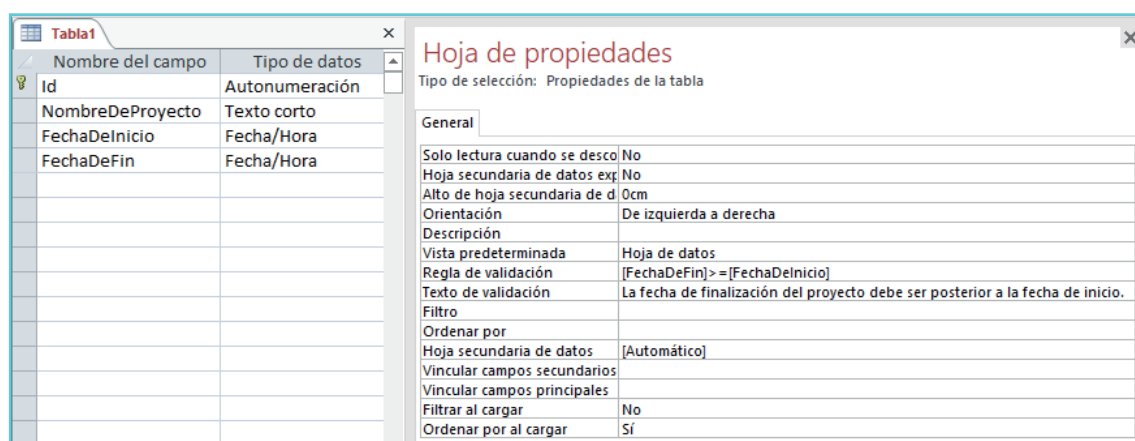 Tabla1
Nombre del campo Tipo de datos
Id Autonumeración
NombreDeProyecto Texto corto
FechaDeInicio Fecha/Hora
FechaDeFin Fecha/Hora
Hoja de propiedades
Tipo de selección: Propiedades de la tabla
General
Solo lectura cuando se desco No
Hoja secundaria de datos exp No
Alto de hoja secundaria de d 0cm
Orientación De izquierda a derecha
Descripción
Vista predeterminada Hoja de datos
Regla de validación [FechaDeFin]>=[FechaDeInicio]
Texto de validación La fecha de finalización del proyecto debe ser posterior a la fecha de inicio.
Filtro
Ordenar por
Hoja secundaria de datos [Automático]
Vincular campos secundarios
Vincular campos principales
Filtrar al cargar No
Ordenar por al cargar Sí